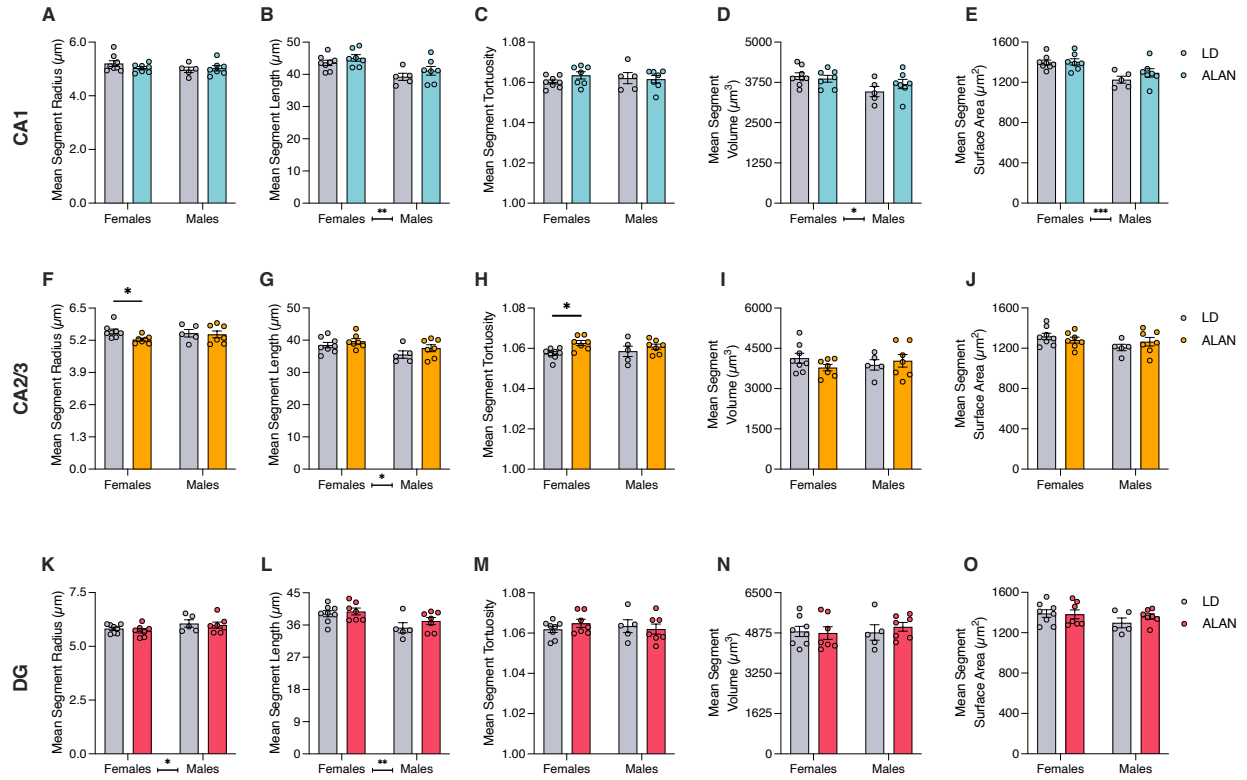 CA1
A
Mean Segment Radius (µm)
6.0
4.0
2.0
0.0
Females
Males
B
Mean Segment Length (µm)
50
40
30
20
10
0
Females
**
Males
C
Mean Segment Tortuosity
1.08
1.06
1.04
1.02
1.00
Females
Males
D
Mean Segment
Volume (µm³)
7500
5000
3750
2500
1250
0
Females
*
Males
E
Mean Segment
Surface Area (µm²)
1600
1200
800
400
0
Females
***
Males
LD
ALAN
CA2/3
F
Mean Segment Radius (µm)
6.5
5.2
3.9
2.6
1.3
0.0
*
Females
Males
G
Mean Segment Length (µm)
50
40
30
20
10
0
Females
*
Males
H
Mean Segment Tortuosity
1.08
1.06
1.04
1.02
1.00
*
Females
Males
I
Mean Segment
Volume (µm³)
6000
4500
3000
1500
0
Females
Males
J
Mean Segment
Surface Area (µm²)
1600
1200
800
400
0
Females
Males
LD
ALAN
DG
K
Mean Segment Radius (µm)
7.5
5.0
2.5
0.0
Females
*
Males
L
Mean Segment Length (µm)
45
36
27
18
9
0
Females
**
Males
M
Mean Segment Tortuosity
1.08
1.06
1.04
1.02
1.00
Females
Males
N
Mean Segment
Volume (µm³)
6500
4875
3250
1625
0
Females
Males
O
Mean Segment
Surface Area (µm²)
1600
1200
800
400
0
Females
Males
LD
ALAN